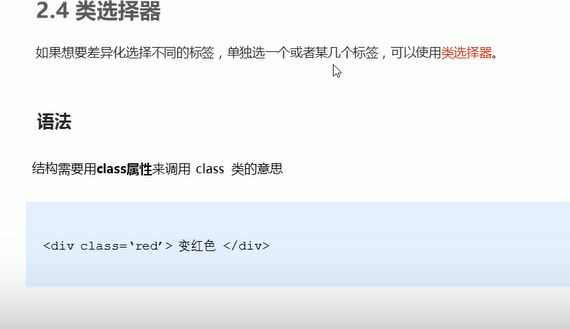 2.4 类选择器
如果想要差异化选择不同的标签，单独选一个或者某几个标签，可以使用类选择器。
语法
结构需要用class属性来调用 class 类的意思
<div class=‘red’> 变红色 </div>